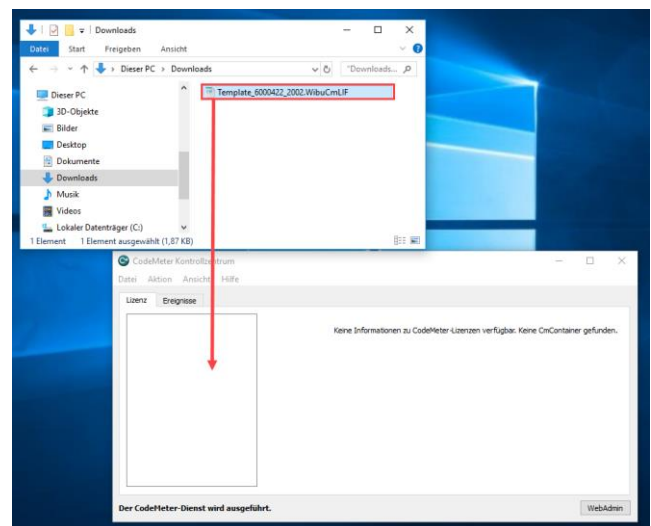 Downloads
Datei Start Freigeben Ansicht
Dieser PC Downloads "Downloads...
Dieser PC
3D-Objekte
Bilder
Desktop
Dokumente
Downloads
Musik
Videos
Lokaler Datenträger (C:)
Template_6000422_2002.WibuCmLIF
1 Element 1 Element ausgewählt (1,87 KB)
CodeMeter Kontrollzentrum
Datei Aktion Ansicht Hilfe
Lizenz Ereignisse
Keine Informationen zu CodeMeter-Lizenzen verfügbar. Keine CmContainer gefunden.
Der CodeMeter-Dienst wird ausgeführt.
WebAdmin